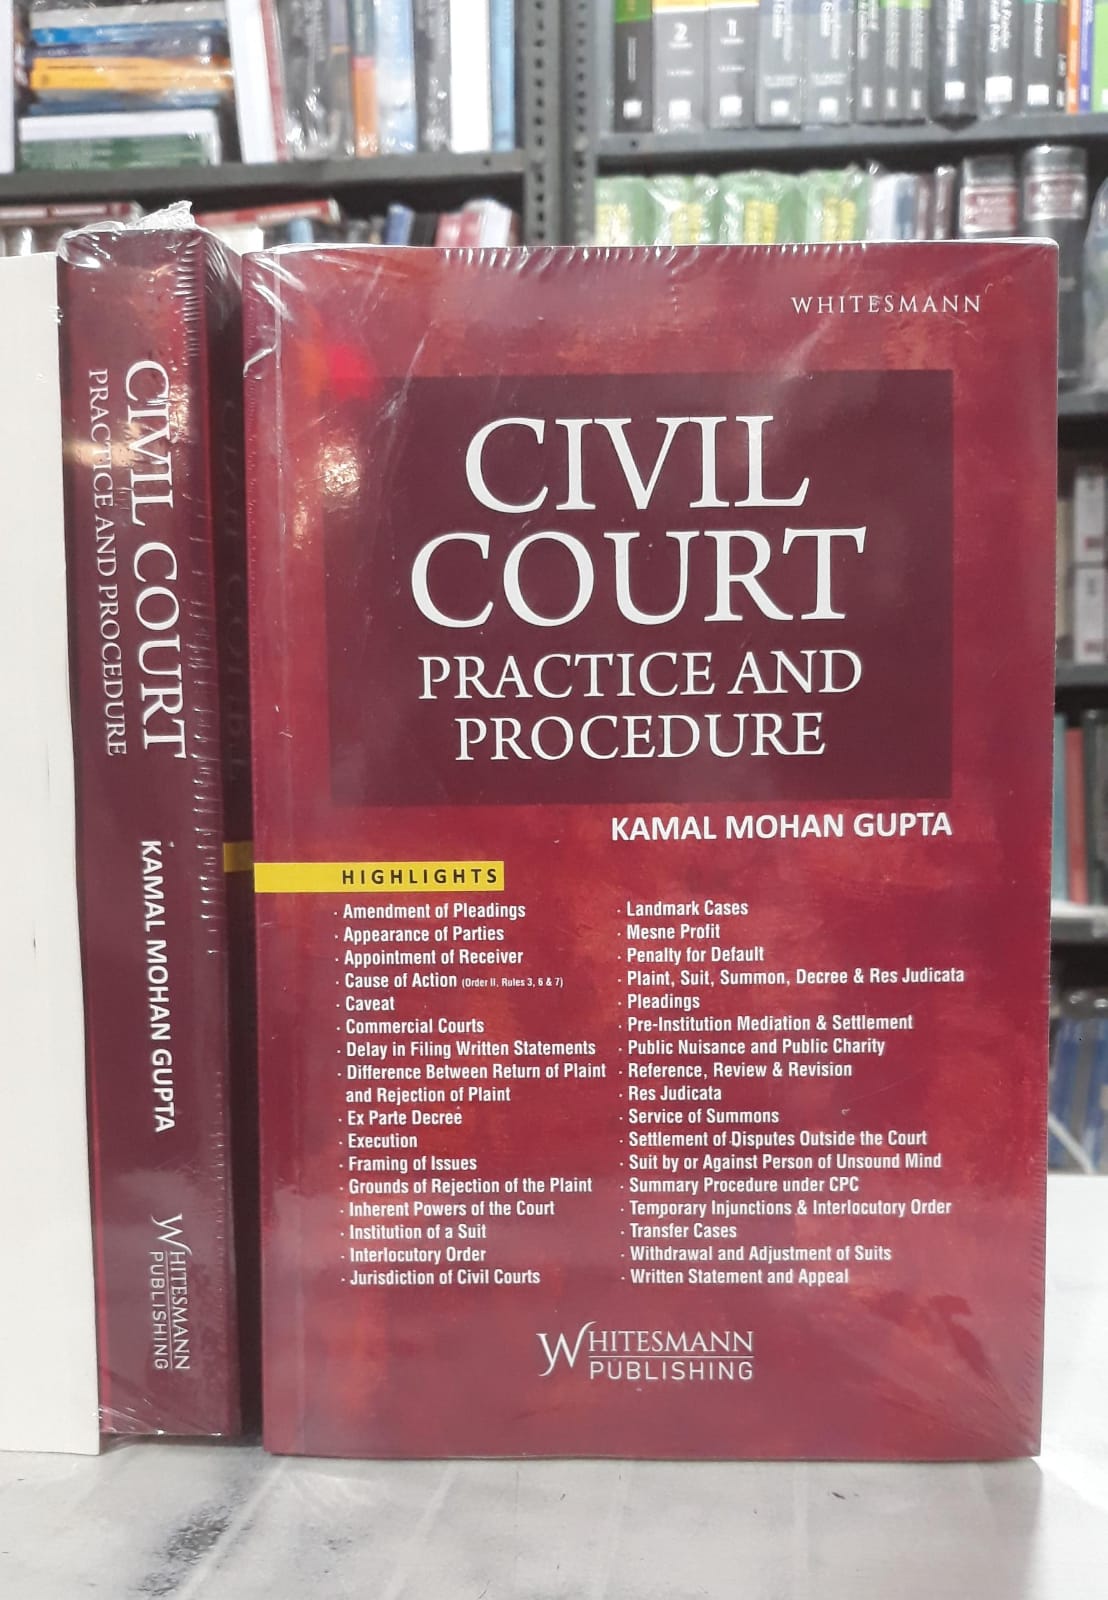 2
1
CIVIL COURT
PRACTICE AND PROCEDURE
KAMAL MOHAN GUPTA
WHITESMANN
PUBLISHING
WHITESMANN
CIVIL
COURT
PRACTICE AND
PROCEDURE
KAMAL MOHAN GUPTA
HIGHLIGHTS
· Amendment of Pleadings
· Appearance of Parties
· Appointment of Receiver
· Cause of Action (Order II, Rules 3, 6 & 7)
· Caveat
· Commercial Courts
· Delay in Filing Written Statements
· Difference Between Return of Plaint
and Rejection of Plaint
· Ex Parte Decree
· Execution
· Framing of Issues
· Grounds of Rejection of the Plaint
· Inherent Powers of the Court
· Institution of a Suit
· Interlocutory Order
· Jurisdiction of Civil Courts
· Landmark Cases
· Mesne Profit
· Penalty for Default
· Plaint, Suit, Summon, Decree & Res Judicata
· Pleadings
· Pre-Institution Mediation & Settlement
· Public Nuisance and Public Charity
· Reference, Review & Revision
· Res Judicata
· Service of Summons
· Settlement of Disputes Outside the Court
· Suit by or Against Person of Unsound Mind
· Summary Procedure under CPC
· Temporary Injunctions & Interlocutory Order
· Transfer Cases
· Withdrawal and Adjustment of Suits
· Written Statement and Appeal
WHITESMANN
PUBLISHING